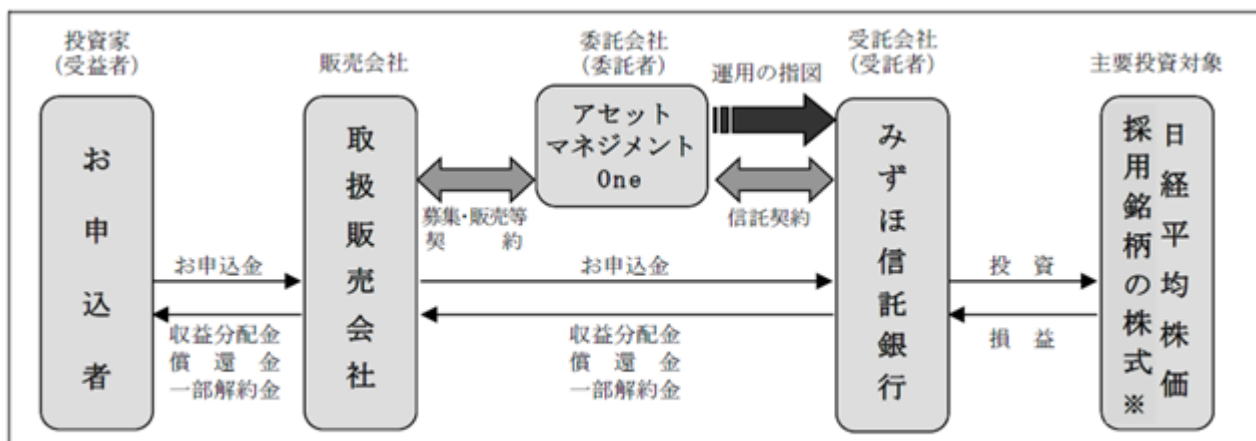 投資家
(受益者)
販売会社
委託会社
(委託者)
運用の指図
受託会社
(受託者)
主要投資対象
お申込者
取扱販売会社
アセット
マネジメント
One
みずほ信託銀行
日経平均株価
採用銘柄の株式※
募集・販売等
契約
信託契約
お申込金
お申込金
投資
収益分配金
償還金
一部解約金
収益分配金
償還金
一部解約金
損益